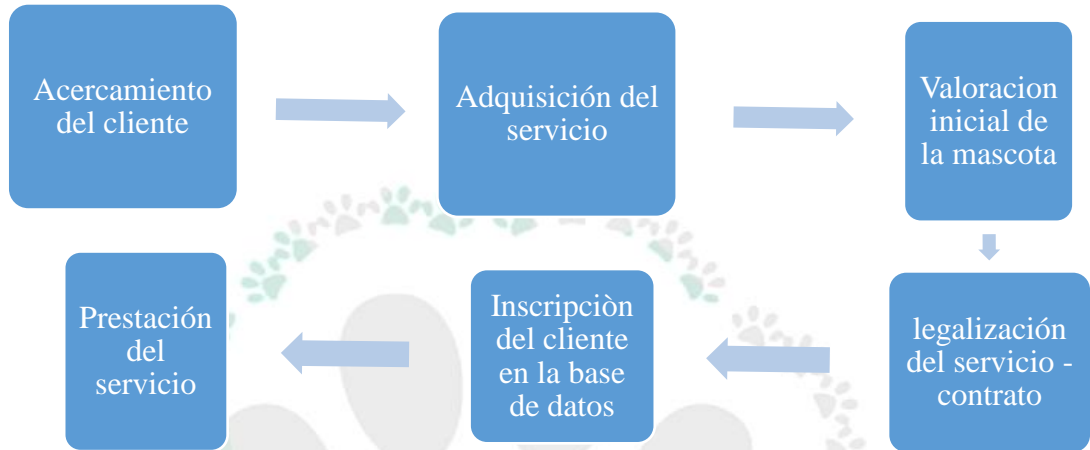 Acercamiento
del cliente
Adquisición del
servicio
Valoracion
inicial de
la mascota
legalización
del servicio -
contrato
Inscripciòn
del cliente
en la base
de datos
Prestación
del
servicio